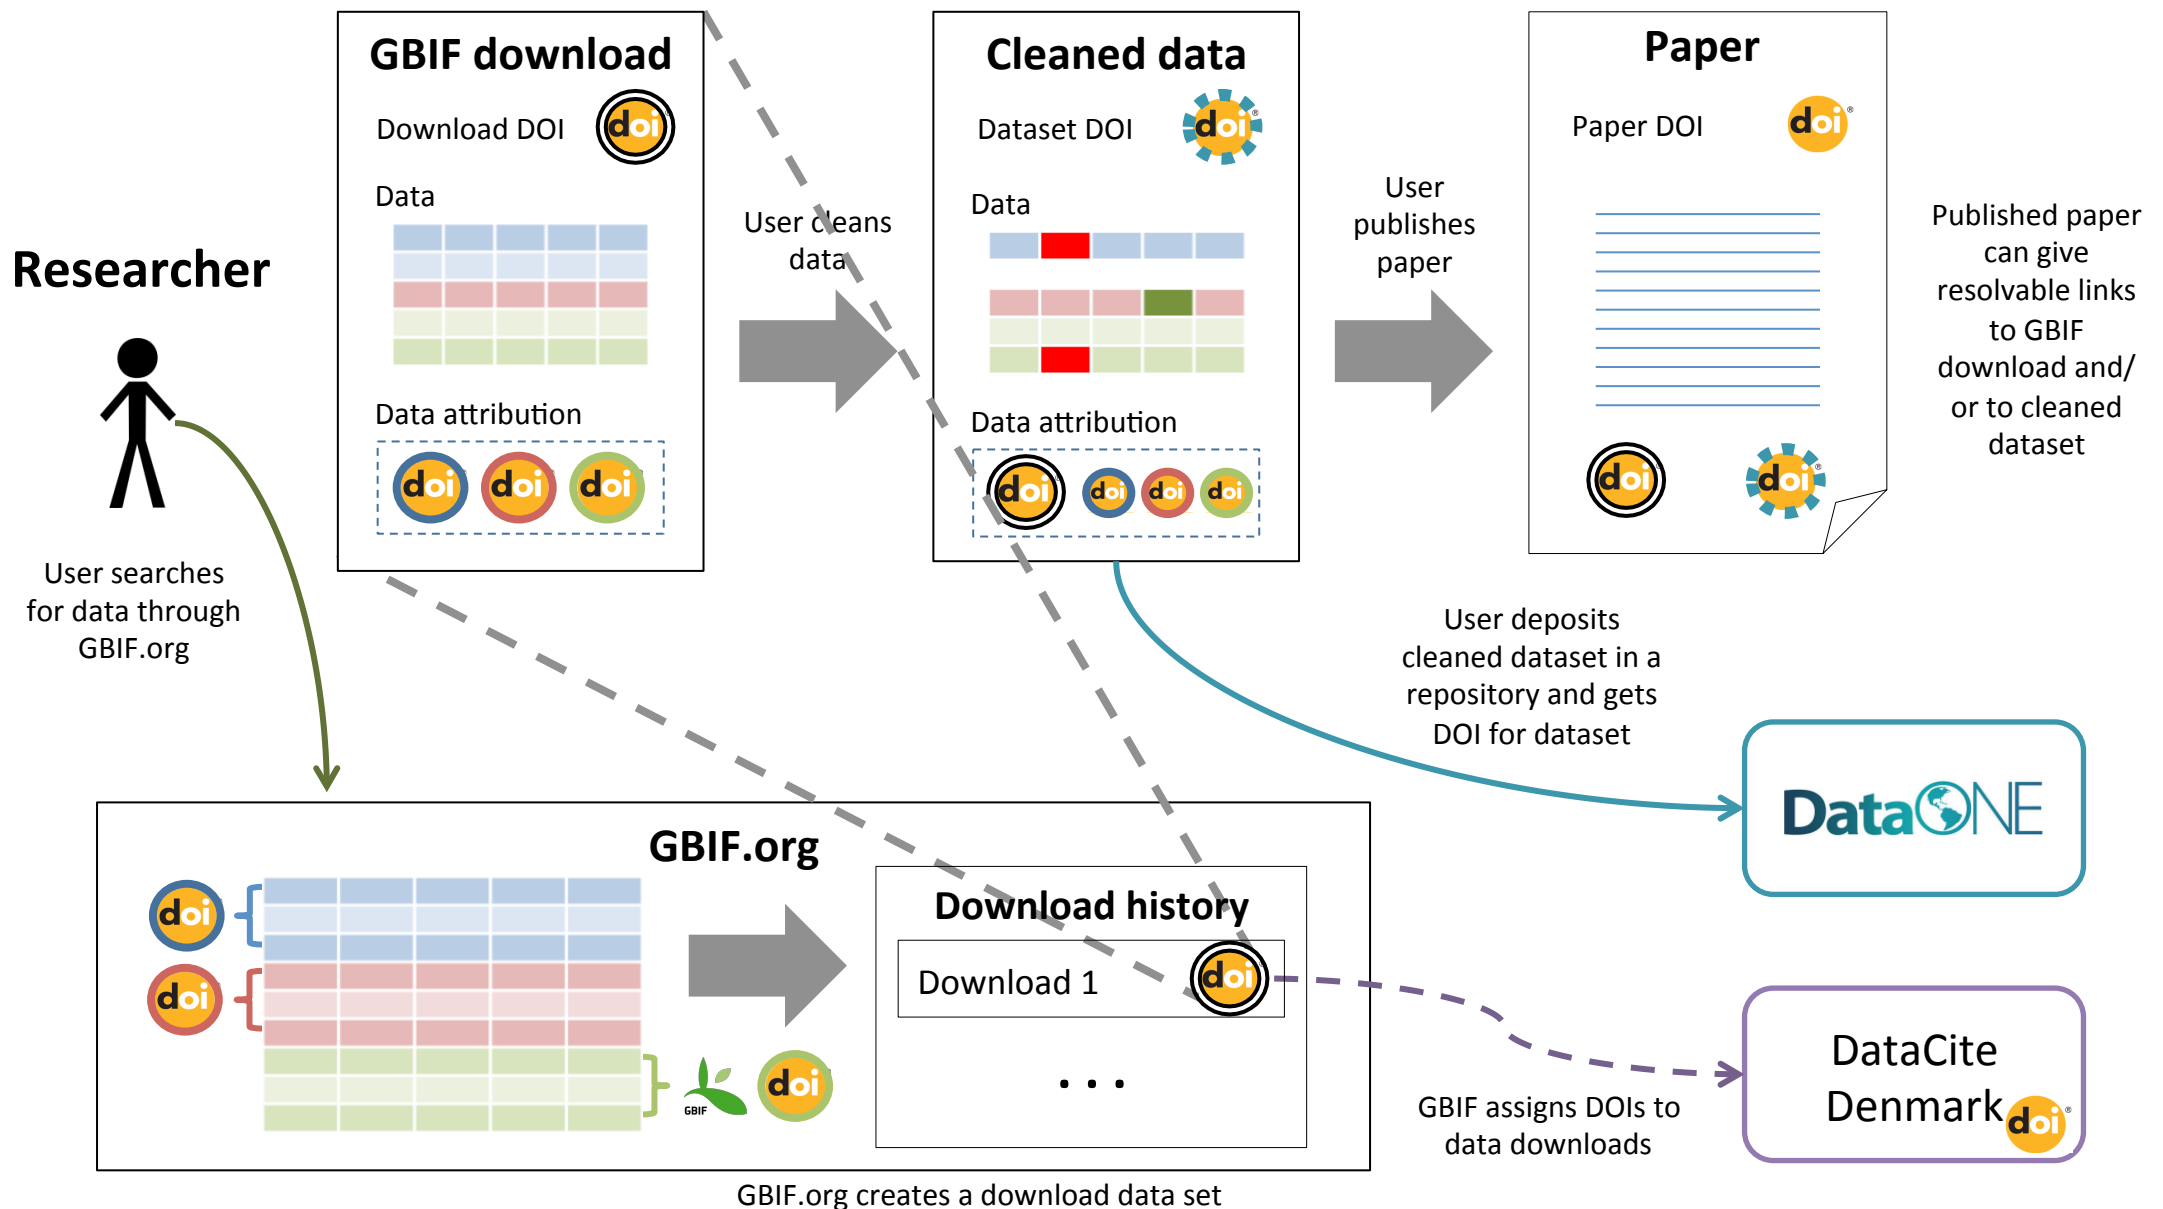 GBIF download
Download DOI
doi
Data
Data attribution
doi doi doi
User cleans
data
Cleaned data
Dataset DOI
doi®
Data
Data attribution
doi® doi doi doi
User
publishes
paper
Paper
Paper DOI
doi®
doi® doi®
Published paper
can give
resolvable links
to GBIF
download and/
or to cleaned
dataset
Researcher
User searches
for data through
GBIF.org
User deposits
cleaned dataset in a
repository and gets
DOI for dataset
DataONE
GBIF.org
doi
doi
GBIF
doi
Download history
Download 1
doi
. . .
GBIF assigns DOIs to
data downloads
DataCite
Denmark
doi®
GBIF.org creates a download data set